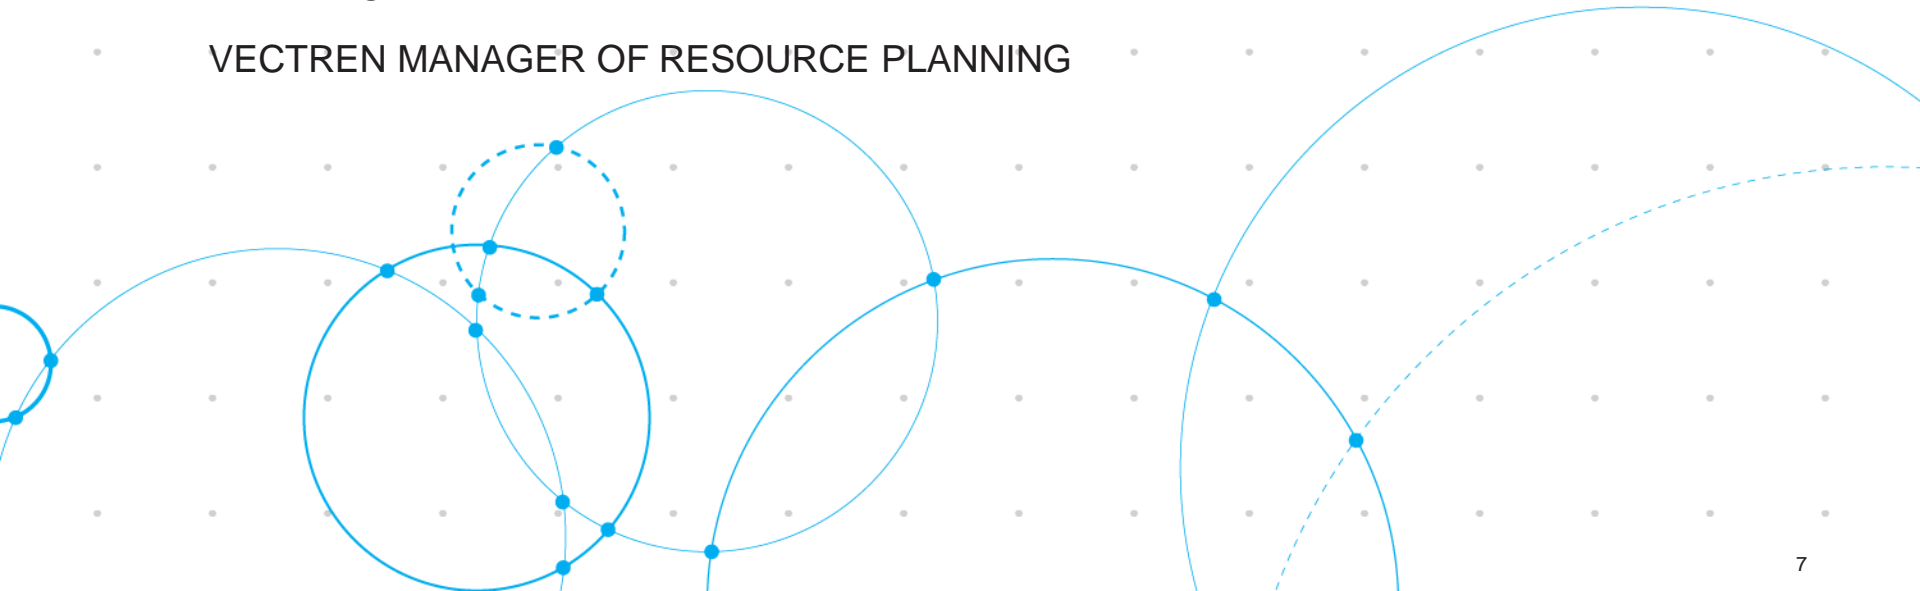 VECTREN MANAGER OF RESOURCE PLANNING
7